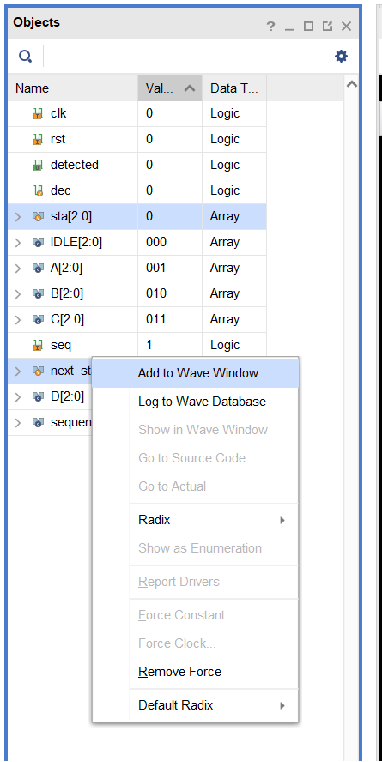 Objects
Name Val... Data T...
clk 0 Logic
rst 0 Logic
detected 0 Logic
dec 0 Logic
sta[2:0] 0 Array
IDLE[2:0] 000 Array
A[2:0] 001 Array
B[2:0] 010 Array
C[2:0] 011 Array
seq 1 Logic
next_st
D[2:0]
sequen
Add to Wave Window
Log to Wave Database
Show in Wave Window
Go to Source Code
Go to Actual
Radix
Show as Enumeration
Report Drivers
Force Constant
Force Clock...
Remove Force
Default Radix